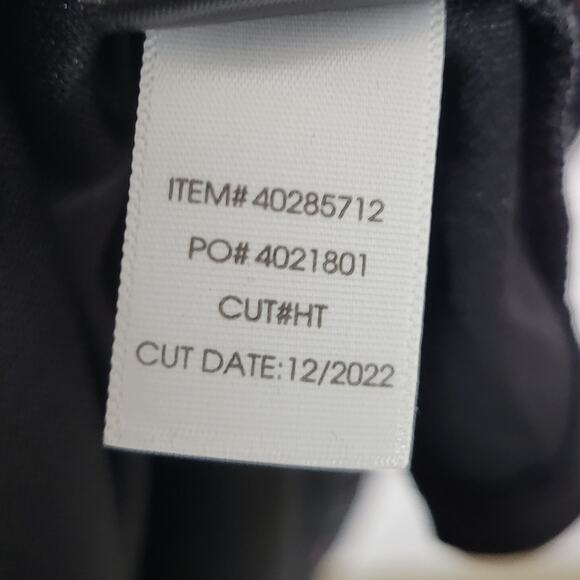 ITEM# 40285712
PO# 4021801
CUT#HT
CUT DATE:12/2022